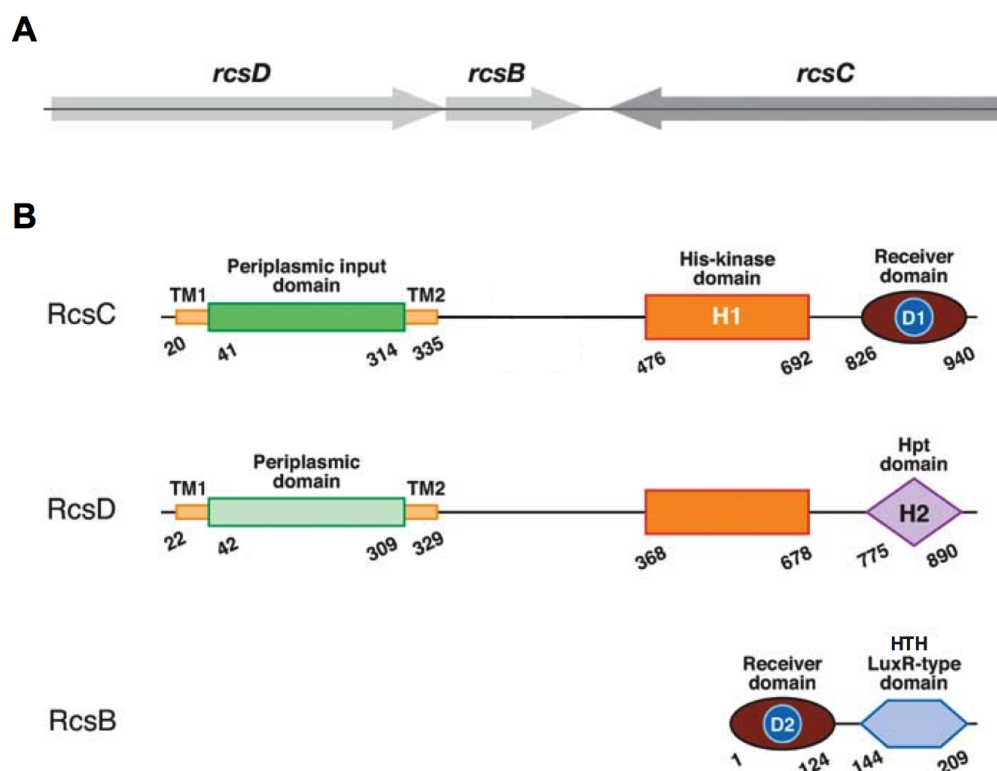 A
rcsD rcsB rcsC
B
RcsC
TM1
Periplasmic input
domain
TM2
His-kinase
domain
Receiver
domain
H1
D1
20 41 314 335 476 692 826 940
RcsD
TM1
Periplasmic
domain
TM2
Hpt
domain
H2
22 42 309 329 368 678 775 890
RcsB
Receiver
domain
HTH
LuxR-type
domain
D2
1 124 144 209